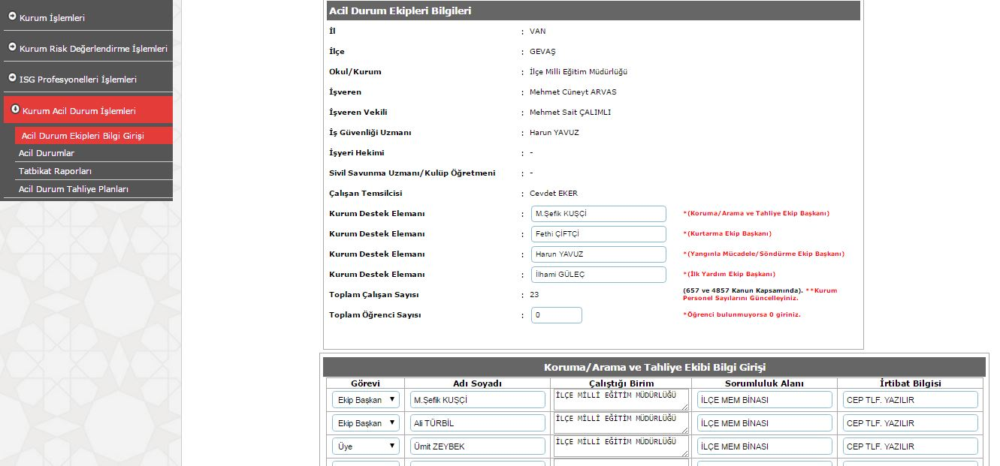 Kurum İşlemleri
Kurum Risk Değerlendirme İşlemleri
ISG Profesyonelleri İşlemleri
Kurum Acil Durum İşlemleri
Acil Durum Ekipleri Bilgi Girişi
Acil Durumlar
Tatbikat Raporları
Acil Durum Tahliye Planları
Acil Durum Ekipleri Bilgileri
İl : VAN
İlçe : GEVAŞ
Okul/Kurum : İlçe Milli Eğitim Müdürlüğü
İşveren : Mehmet Cüneyt ARVAS
İşveren Vekili : Mehmet Sait ÇALIMLI
İş Güvenliği Uzmanı : Harun YAVUZ
İşyeri Hekimi : -
Sivil Savunma Uzmanı/Kulüp Öğretmeni : -
Çalışan Temsilcisi : Cevdet EKER
Kurum Destek Elemanı : M.Şefik KUŞÇİ *(Koruma/Arama ve Tahliye Ekip Başkanı)
Kurum Destek Elemanı : Fethi ÇİFTÇİ *(Kurtarma Ekip Başkanı)
Kurum Destek Elemanı : Harun YAVUZ *(Yangınla Mücadele/Söndürme Ekip Başkanı)
Kurum Destek Elemanı : İlhami GÜLEÇ *(İlk Yardım Ekip Başkanı)
Toplam Çalışan Sayısı : 23 (657 ve 4857 Kanun Kapsamında). **Kurum
Personel Sayılarını Güncelleyiniz.
Toplam Öğrenci Sayısı : 0 *Öğrenci bulunmuyorsa 0 giriniz.
Koruma/Arama ve Tahliye Ekibi Bilgi Girişi
Görevi Adı Soyadı Çalıştığı Birim Sorumluluk Alanı İrtibat Bilgisi
Ekip Başkan M.Şefik KUŞÇİ İLÇE MİLLİ EĞİTİM MÜDÜRLÜĞÜ İLÇE MEM BİNASI CEP TLF. YAZILIR
Ekip Başkan Ali TÜRBİL İLÇE MİLLİ EĞİTİM MÜDÜRLÜĞÜ İLÇE MEM BİNASI CEP TLF. YAZILIR
Üye Ümit ZEYBEK İLÇE MİLLİ EĞİTİM MÜDÜRLÜĞÜ İLÇE MEM BİNASI CEP TLF. YAZILIR